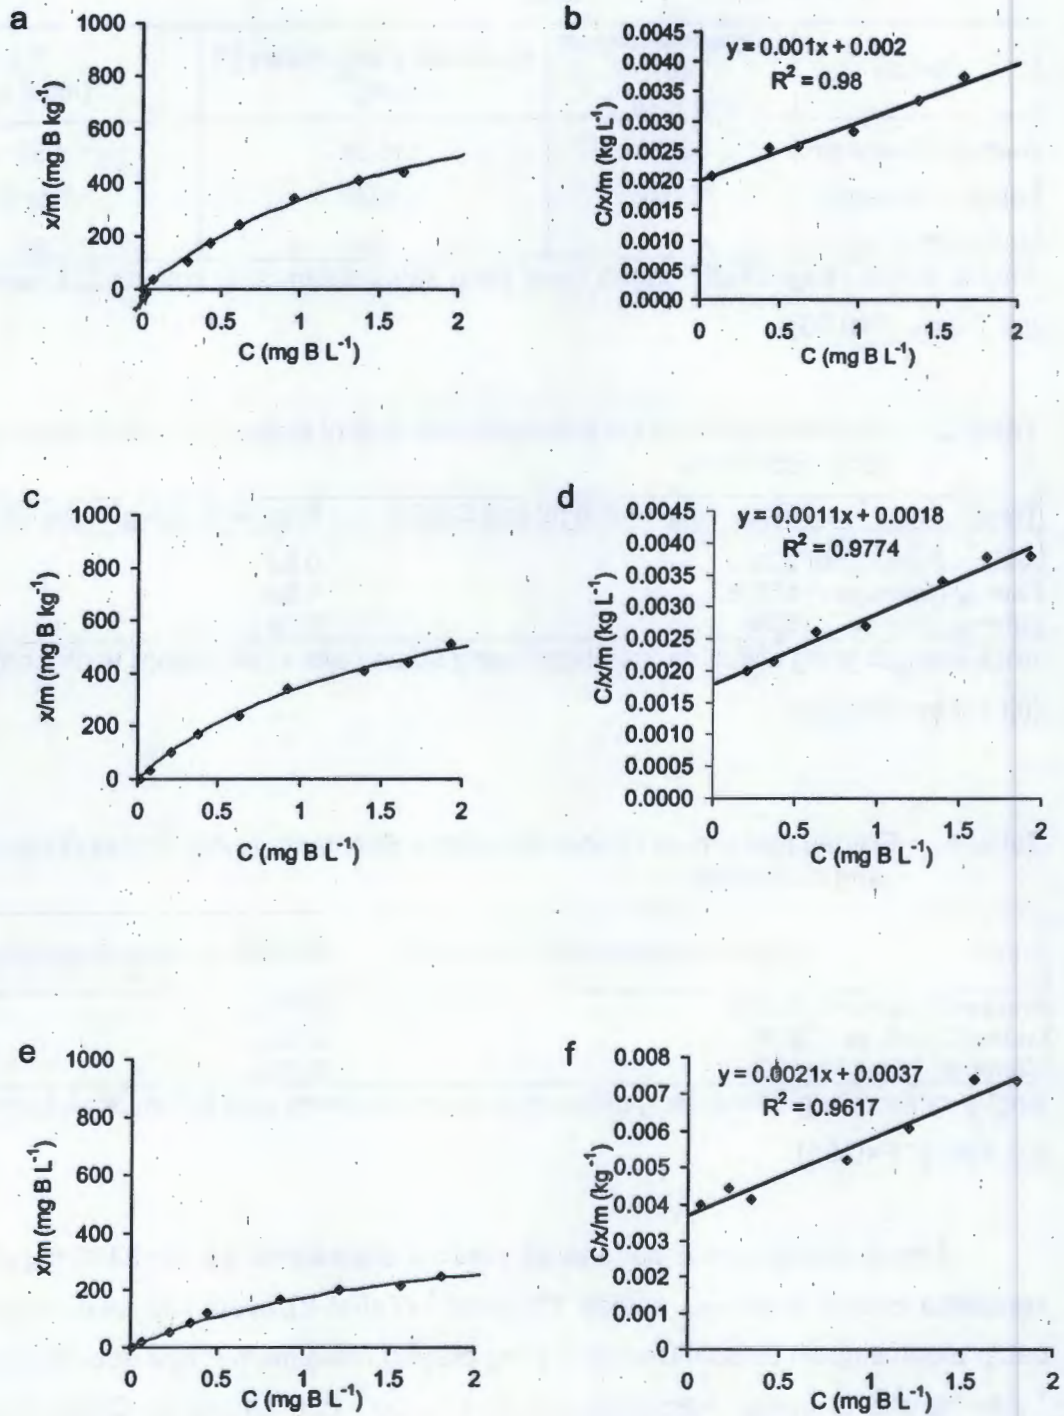 a
1000
800
600
400
200
0
x/m (mg B kg⁻¹)
0 0.5 1 1.5 2
C (mg B L⁻¹)
b
0.0045
0.0040
0.0035
0.0030
0.0025
0.0020
0.0015
0.0010
0.0005
0.0000
C/x/m (kg L⁻¹)
y = 0.001x + 0.002
R² = 0.98
0 0.5 1 1.5 2
C (mg B L⁻¹)
c
1000
800
600
400
200
0
x/m (mg B kg⁻¹)
0 0.5 1 1.5 2
C (mg B L⁻¹)
d
0.0045
0.0040
0.0035
0.0030
0.0025
0.0020
0.0015
0.0010
0.0005
0.0000
C/x/m (kg L⁻¹)
y = 0.0011x + 0.0018
R² = 0.9774
0 0.5 1 1.5 2
C (mg B L⁻¹)
e
1000
800
600
400
200
0
x/m (mg B L⁻¹)
0 0.5 1 1.5 2
C (mg B L⁻¹)
f
0.008
0.007
0.006
0.005
0.004
0.003
0.002
0.001
0
C/x/m (kg⁻¹)
y = 0.0021x + 0.0037
R² = 0.9617
0 0.5 1 1.5 2
C (mg B L⁻¹)